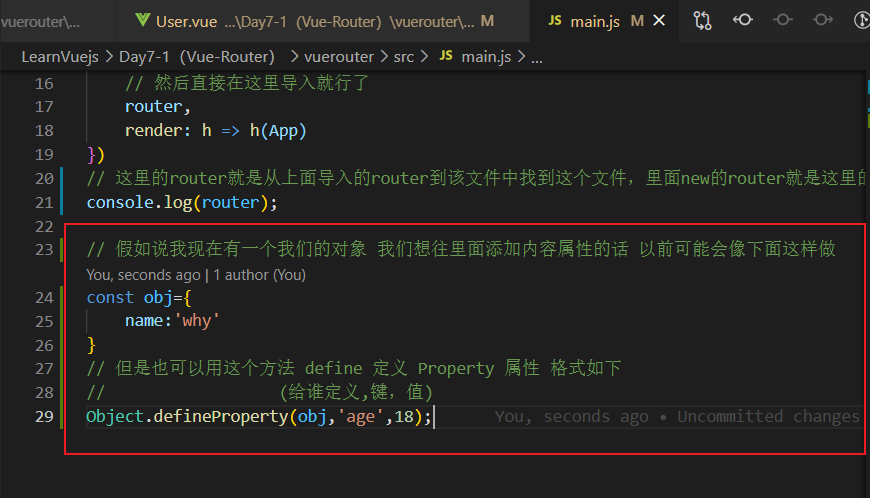 vuerouter\...
User.vue ...\Day7-1 (Vue-Router) \vuerouter\... M
JS main.js M
LearnVuejs > Day7-1 (Vue-Router) > vuerouter > src > JS main.js > ...
16 // 然后直接在这里导入就行了
17 router,
18 render: h => h(App)
19 })
20 // 这里的router就是从上面导入的router到该文件中找到这个文件，里面new的router就是这里的
21 console.log(router);
22
23 // 假如说我现在有一个我们的对象 我们想往里面添加内容属性的话 以前可能会像下面这样做
You, seconds ago | 1 author (You)
24 const obj={
25 name:'why'
26 }
27 // 但是也可以用这个方法 define 定义 Property 属性 格式如下
28 // (给谁定义,键，值)
29 Object.defineProperty(obj,'age',18); You, seconds ago • Uncommitted changes